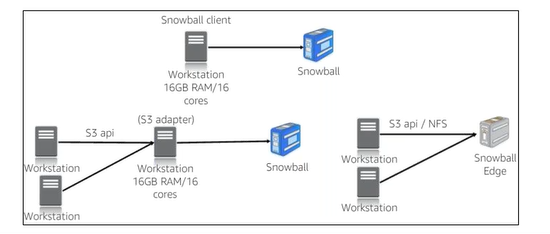 Snowball client
Workstation
16GB RAM/16
cores
Snowball
(S3 adapter)
S3 api
Workstation
Workstation
Workstation
16GB RAM/16
cores
Snowball
S3 api / NFS
Workstation
Workstation
Snowball
Edge